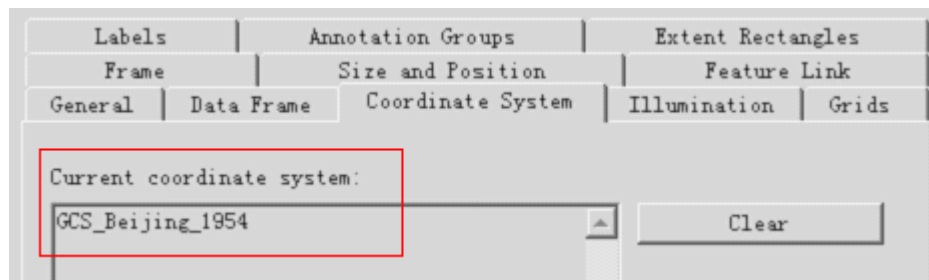 Labels Annotation Groups Extent Rectangles
Frame Size and Position Feature Link
General Data Frame Coordinate System Illumination Grids
Current coordinate system:
GCS_Beijing_1954
Clear